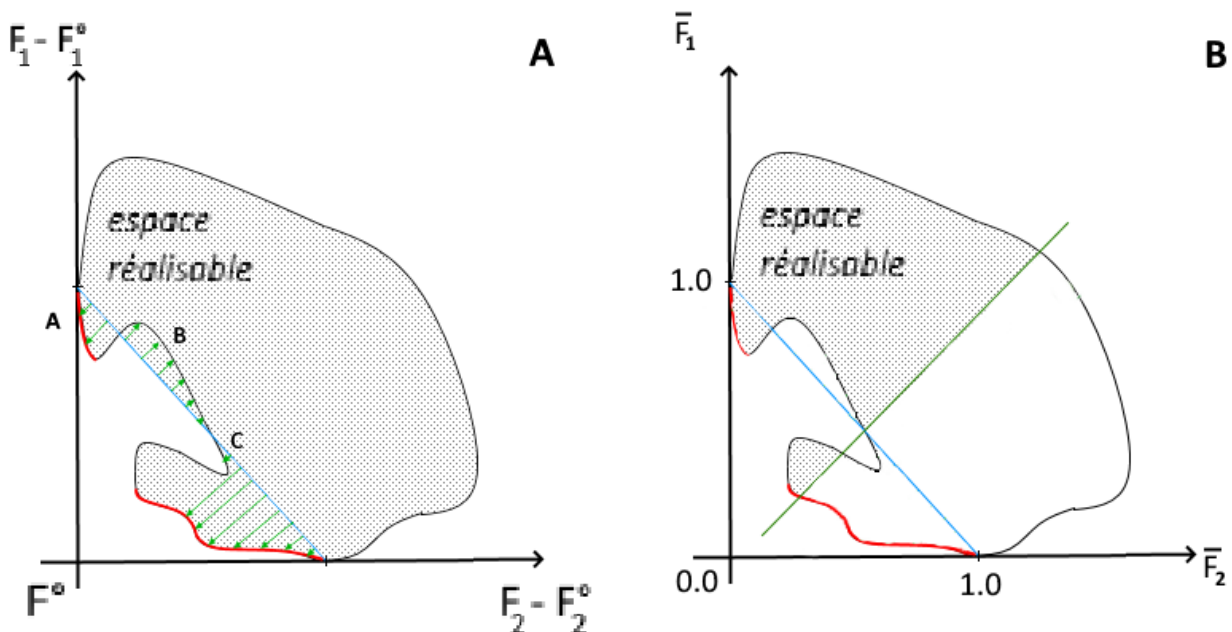 F₁ - F₁°
A
espace
réalisable
A
B
C
F°
F₂ - F₂°
F̅₁
B
espace
réalisable
1.0
0.0
1.0
F̅₂